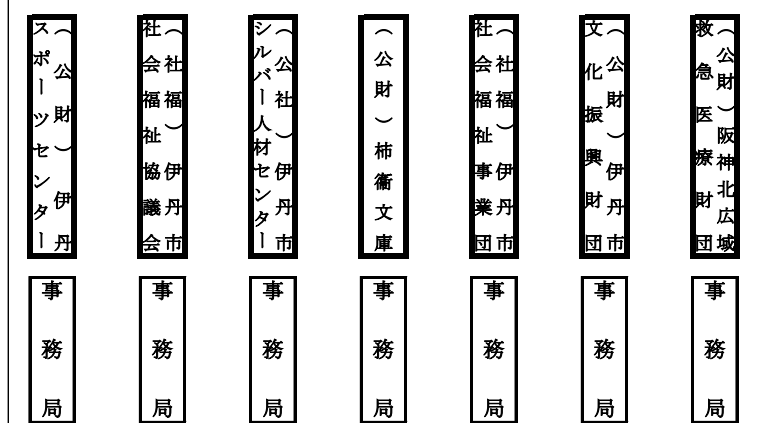 （公財）阪神北広域
救急医療財団
（公財）伊丹市
文化振興財団
（社福）伊丹市
社会福祉事業団
（公財）柿衞文庫
（公社）伊丹市
シルバー人材センター
（社福）伊丹市
社会福祉協議会
（公財）伊丹
スポーツセンター
事務局
事務局
事務局
事務局
事務局
事務局
事務局